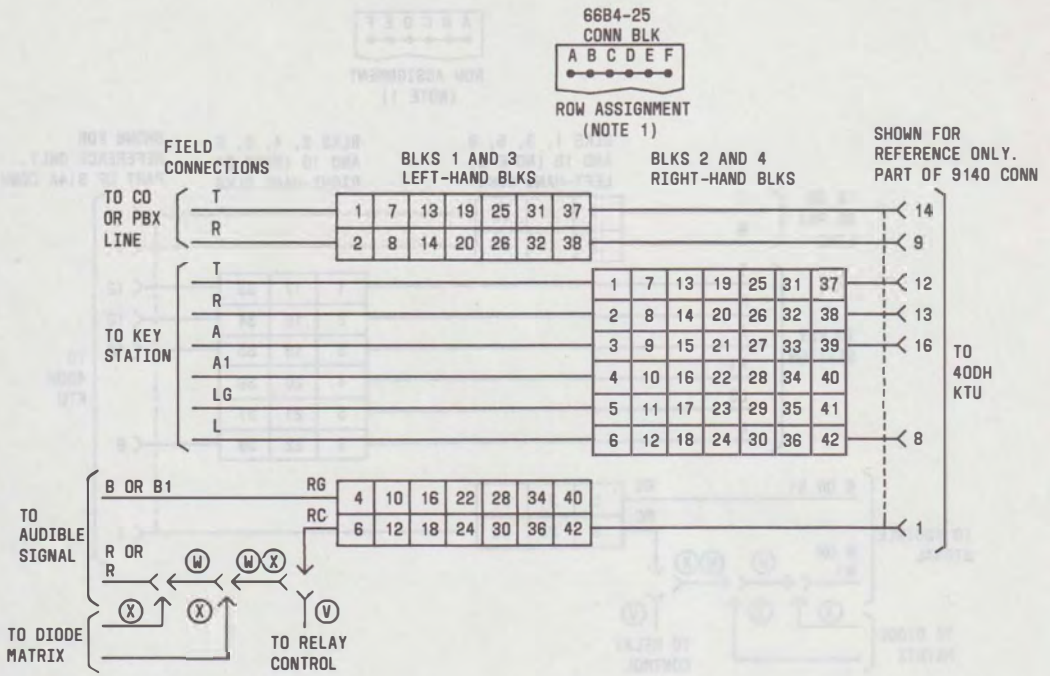 66B4-25
CONN BLK
A B C D E F
ROW ASSIGNMENT
(NOTE 1)
FIELD
CONNECTIONS
BLKS 1 AND 3
LEFT-HAND BLKS
BLKS 2 AND 4
RIGHT-HAND BLKS
SHOWN FOR
REFERENCE ONLY.
PART OF 9140 CONN
TO CO
OR PBX
LINE
T
1 7 13 19 25 31 37
14
R
2 8 14 20 26 32 38
9
TO KEY
STATION
T
1 7 13 19 25 31 37
12
R
2 8 14 20 26 32 38
13
A
3 9 15 21 27 33 39
16
A1
4 10 16 22 28 34 40
LG
5 11 17 23 29 35 41
L
6 12 18 24 30 36 42
8
TO
400H
KTU
TO
AUDIBLE
SIGNAL
B OR B1
RG
4 10 16 22 28 34 40
RC
6 12 18 24 30 36 42
1
R OR
R
W
W X
X
X
V
TO DIODE
MATRIX
TO RELAY
CONTROL